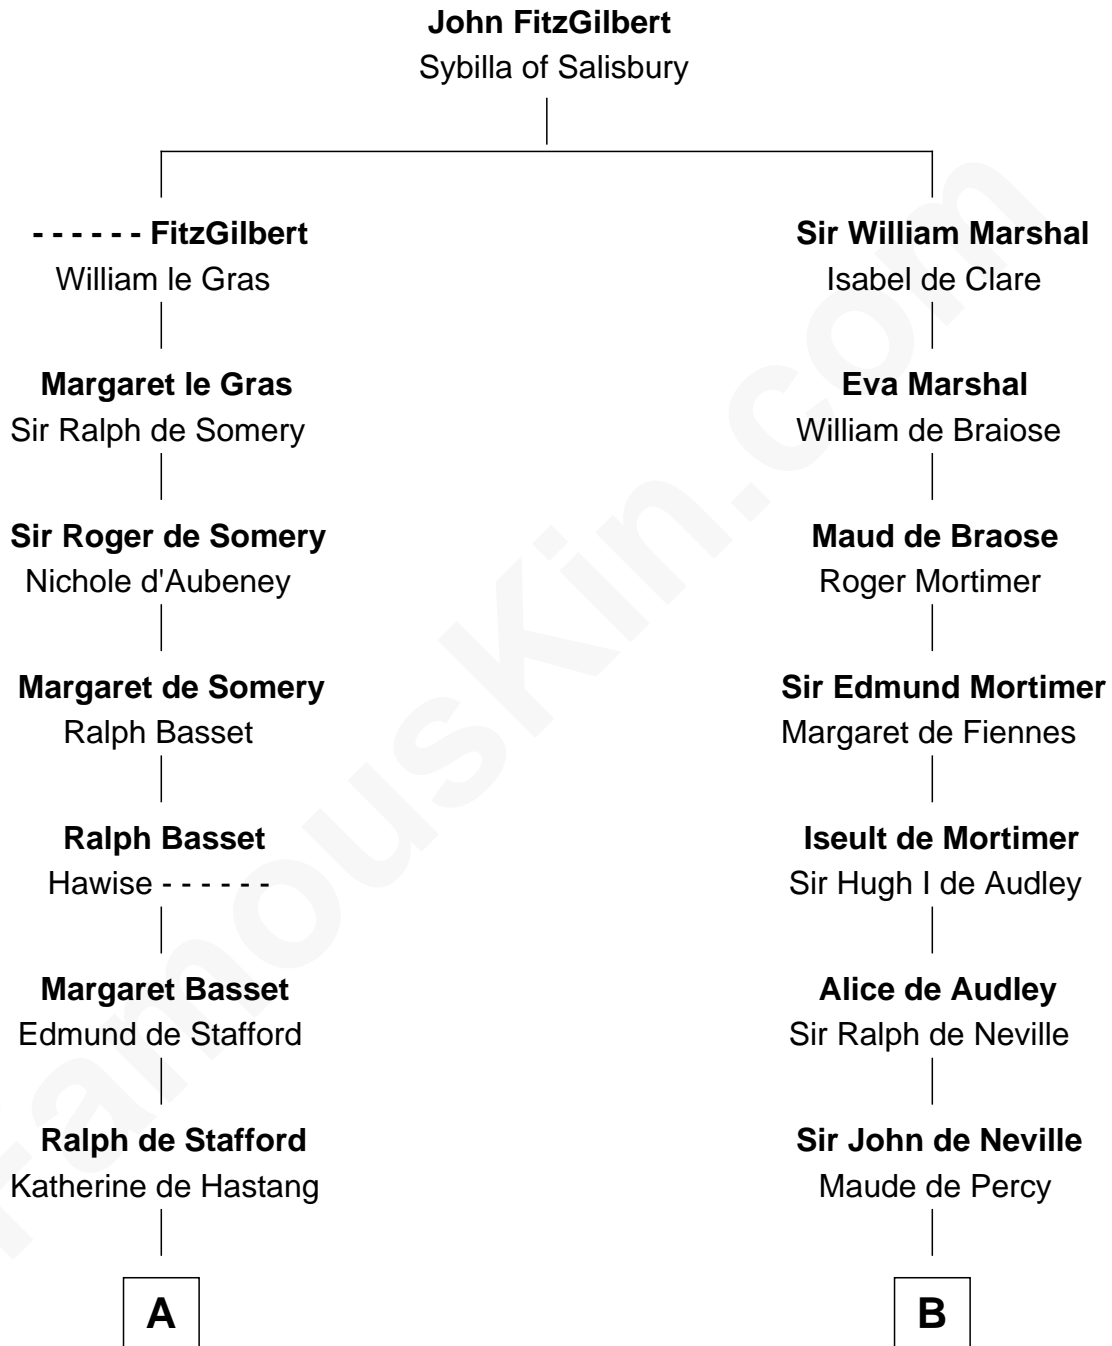 John FitzGilbert
Sybilla of Salisbury
- - - - - - FitzGilbert
William le Gras
Margaret le Gras
Sir Ralph de Somery
Sir Roger de Somery
Nichole d'Aubeney
Margaret de Somery
Ralph Basset
Ralph Basset
Hawise - - - - - -
Margaret Basset
Edmund de Stafford
Ralph de Stafford
Katherine de Hastang
A
Sir William Marshal
Isabel de Clare
Eva Marshal
William de Braiose
Maud de Braose
Roger Mortimer
Sir Edmund Mortimer
Margaret de Fiennes
Iseult de Mortimer
Sir Hugh I de Audley
Alice de Audley
Sir Ralph de Neville
Sir John de Neville
Maude de Percy
B
FamousKin.com